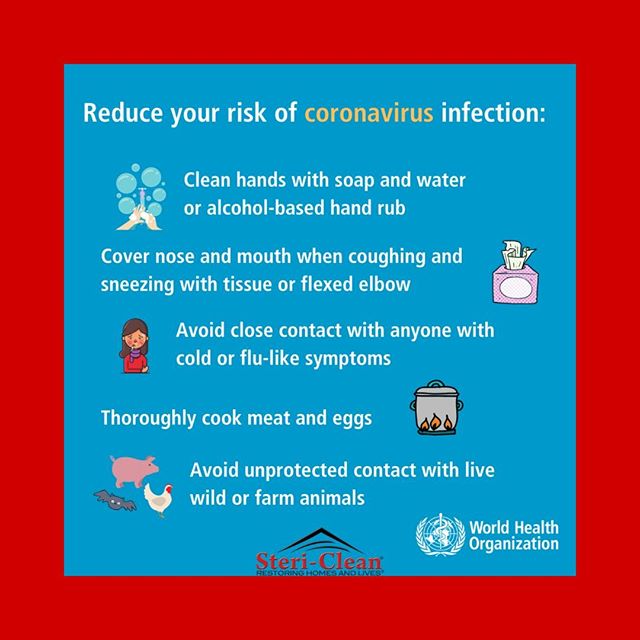 Reduce your risk of coronavirus infection:
Clean hands with soap and water
or alcohol-based hand rub
Cover nose and mouth when coughing and
sneezing with tissue or flexed elbow
Avoid close contact with anyone with
cold or flu-like symptoms
Thoroughly cook meat and eggs
Avoid unprotected contact with live
wild or farm animals
World Health
Organization
Steri-Clean®
RESTORING HOMES AND LIVES